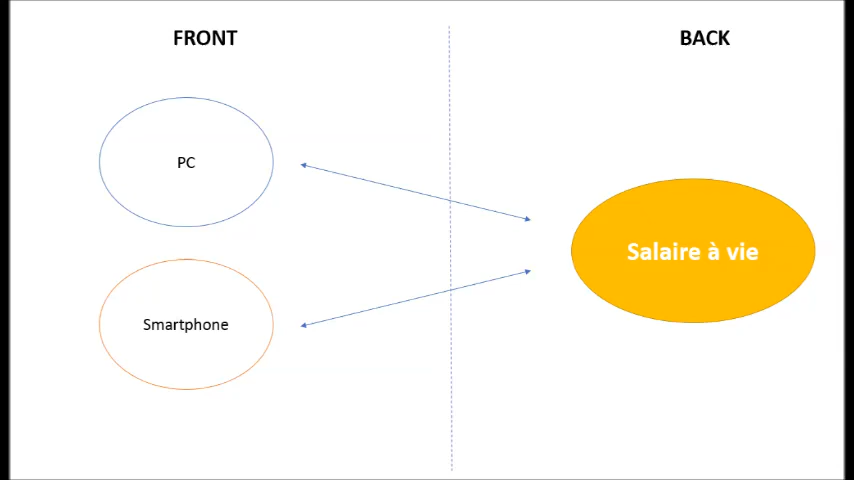 FRONT
BACK
PC
Salaire à vie
Smartphone